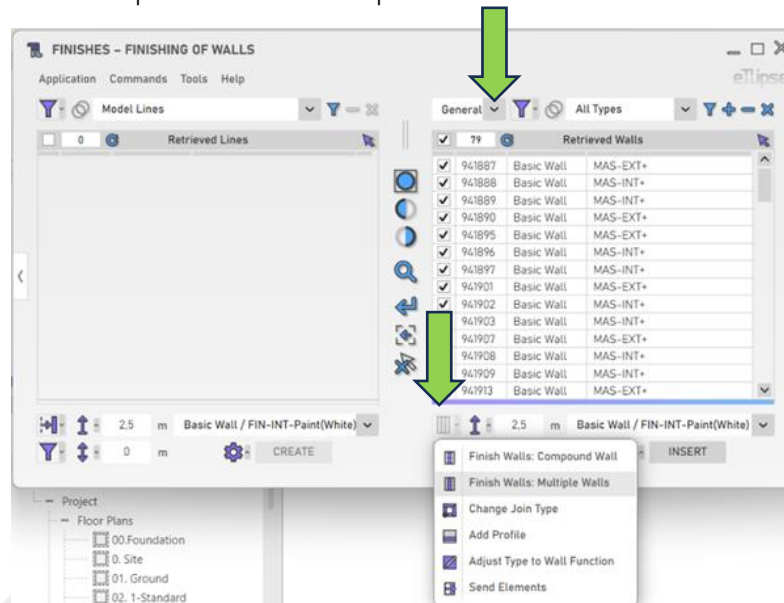 FINISHES – FINISHING OF WALLS
Application Commands Tools Help
eTLipse
Model Lines
General All Types
0 Retrieved Lines
79 Retrieved Walls
941887 Basic Wall MAS-EXT+
941888 Basic Wall MAS-INT+
941889 Basic Wall MAS-INT+
941890 Basic Wall MAS-EXT+
941895 Basic Wall MAS-EXT+
941896 Basic Wall MAS-INT+
941897 Basic Wall MAS-INT+
941901 Basic Wall MAS-EXT+
941902 Basic Wall MAS-INT+
941903 Basic Wall MAS-INT+
941907 Basic Wall MAS-EXT+
941908 Basic Wall MAS-INT+
941909 Basic Wall MAS-INT+
941913 Basic Wall MAS-EXT+
2,5 m Basic Wall / FIN-INT-Paint(White)
2,5 m Basic Wall / FIN-INT-Paint(White)
0 m CREATE
INSERT
Finish Walls: Compound Wall
Finish Walls: Multiple Walls
Change Join Type
Add Profile
Adjust Type to Wall Function
Send Elements
Project
Floor Plans
00.Foundation
0. Site
01. Ground
02. 1-Standard